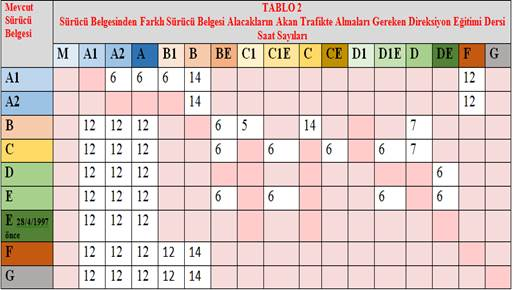 Mevcut
Sürücü
Belgesi
TABLO 2
Sürücü Belgesinden Farklı Sürücü Belgesi Alacakların Akan Trafikte Almaları Gereken Direksiyon Eğitimi Dersi
Saat Sayıları
M A1 A2 A B1 B BE C1 C1E C CE D1 D1E D DE F G
A1 6 6 6 14 12
A2 14 12
B 12 12 12 6 5 14 7
C 12 12 12 6 6 6 6 7
D 12 12 12 6
E 12 12 12 6 6 6 6
E 28/4/1997
önce 12 12 12
F 12 12 12 12 14
G 12 12 12 12 14